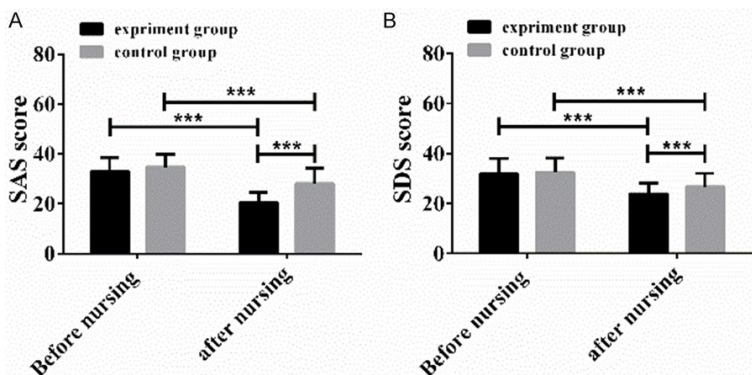 A
expriment group
control group
SAS score
80
60
40
20
0
***
***
***
Before nursing
after nursing
B
expriment group
control group
SDS score
80
60
40
20
0
***
***
***
Before nursing
after nursing